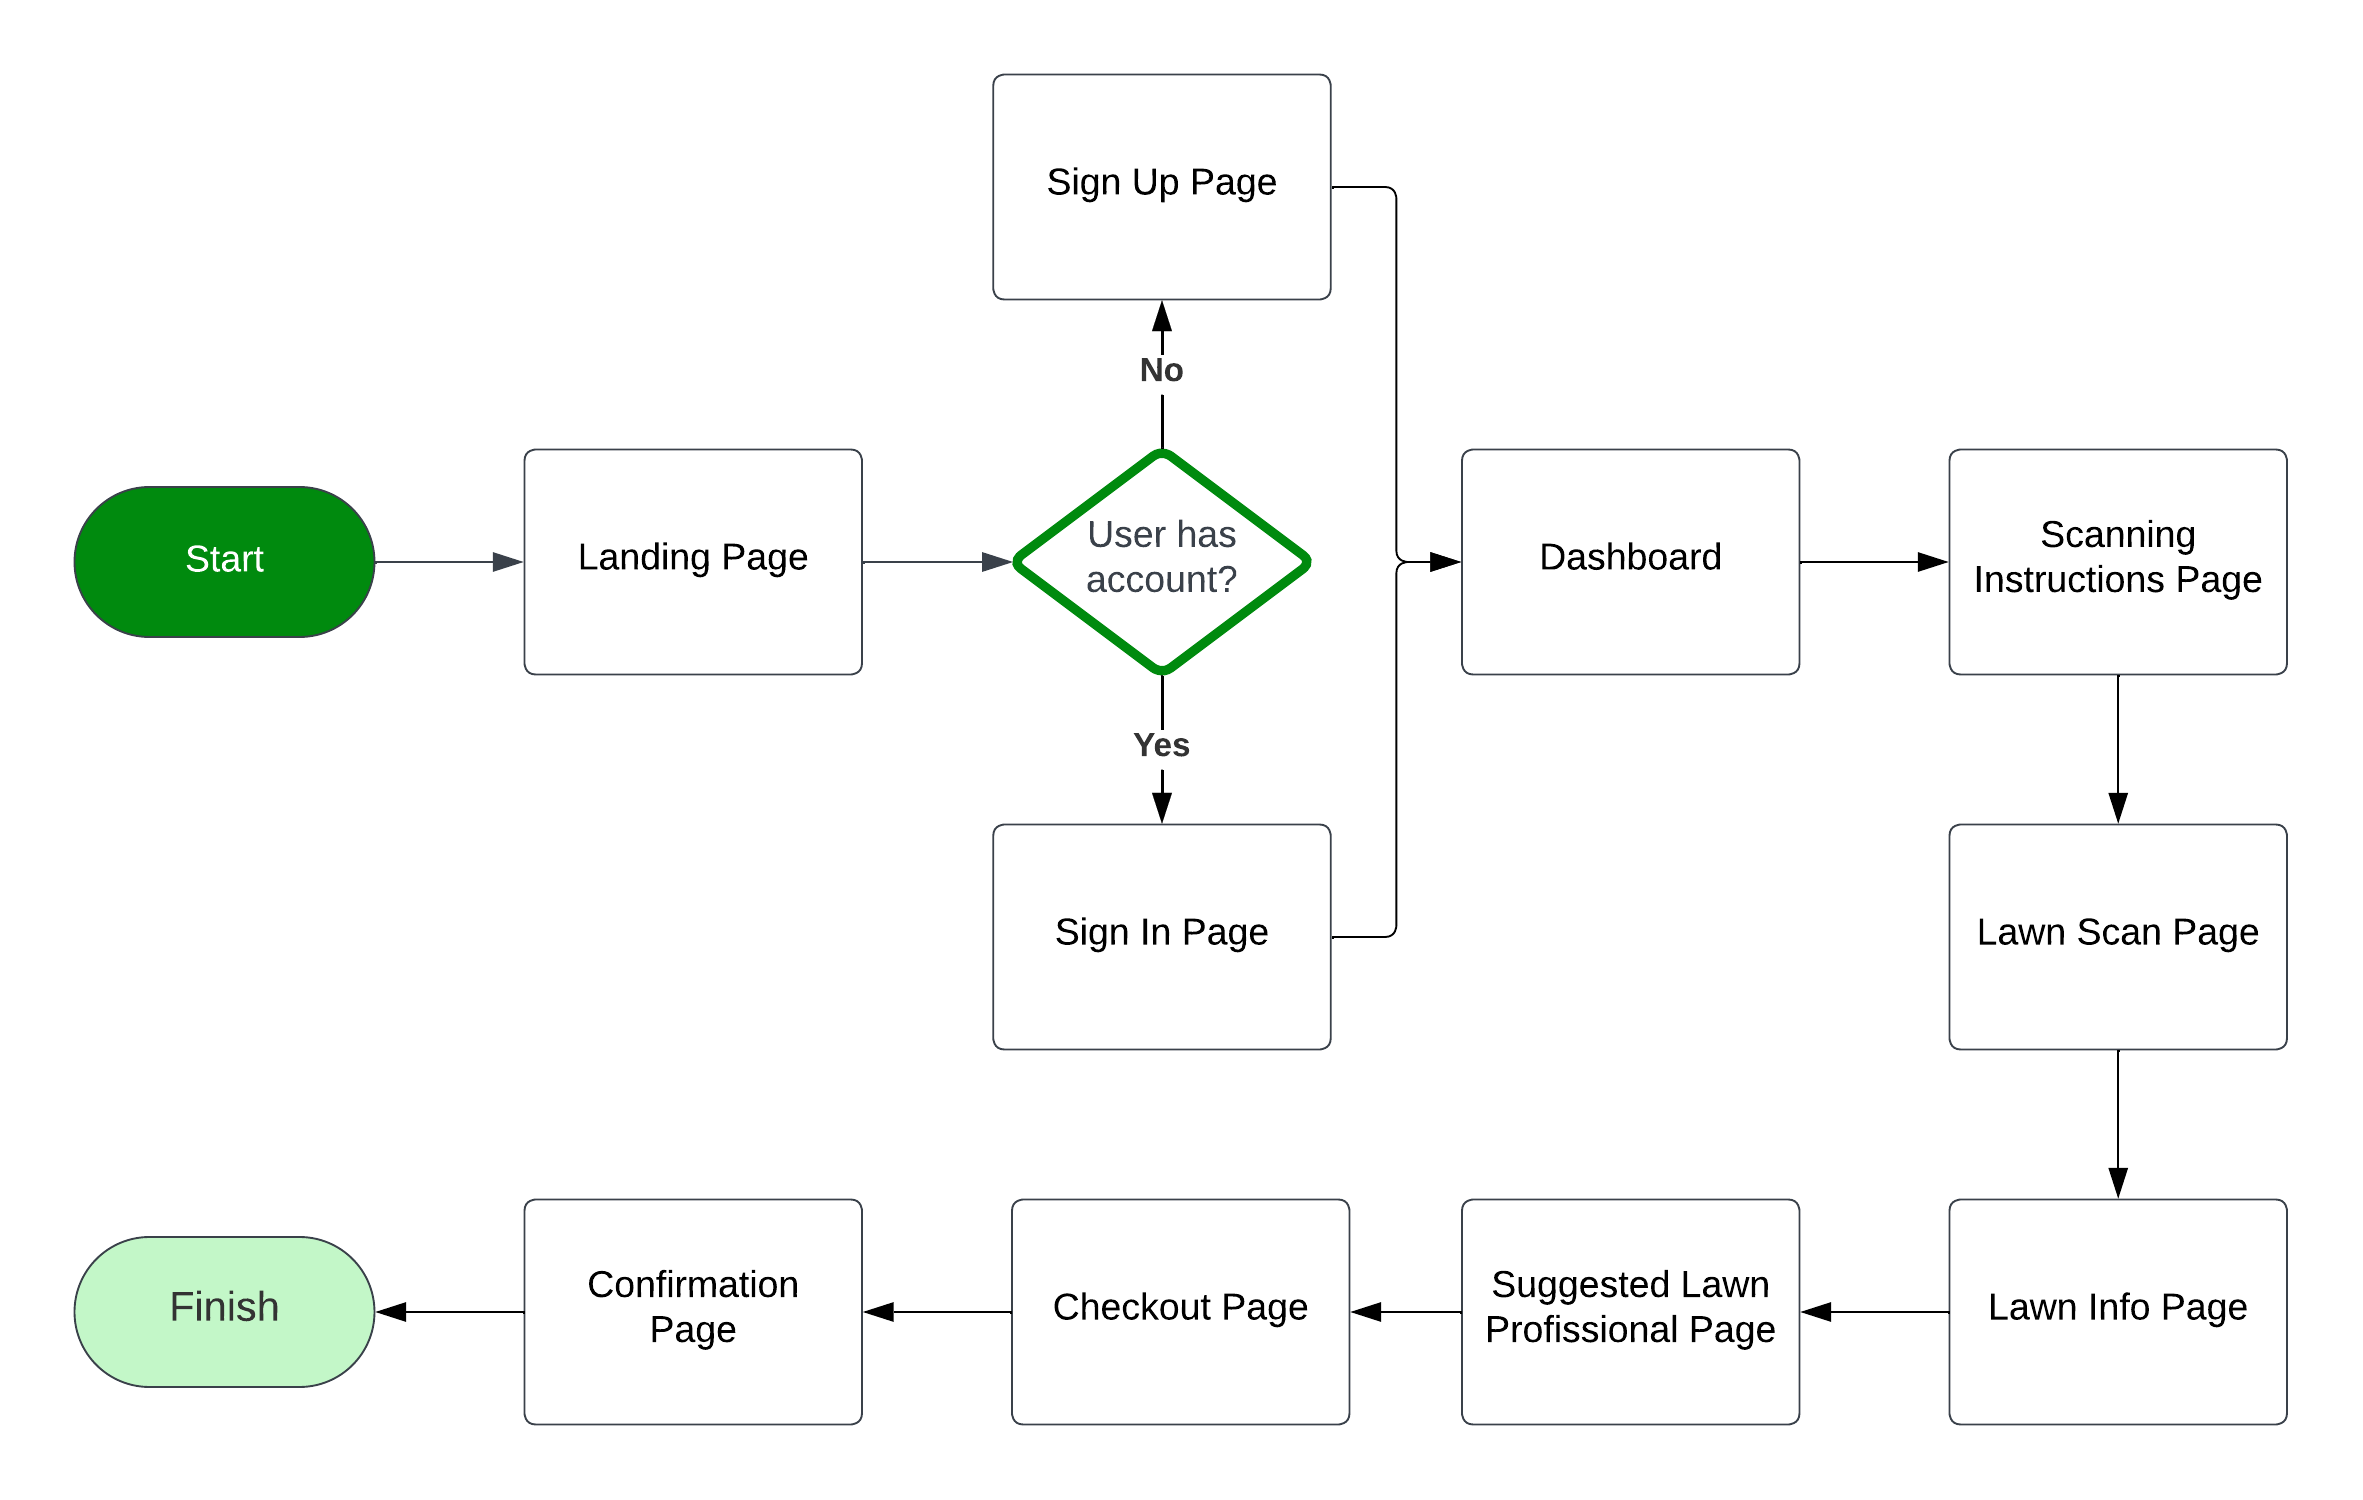 Sign Up Page
No
Start
Landing Page
User has
account?
Dashboard
Scanning
Instructions Page
Yes
Sign In Page
Lawn Scan Page
Lawn Info Page
Suggested Lawn
Profissional Page
Checkout Page
Confirmation
Page
Finish